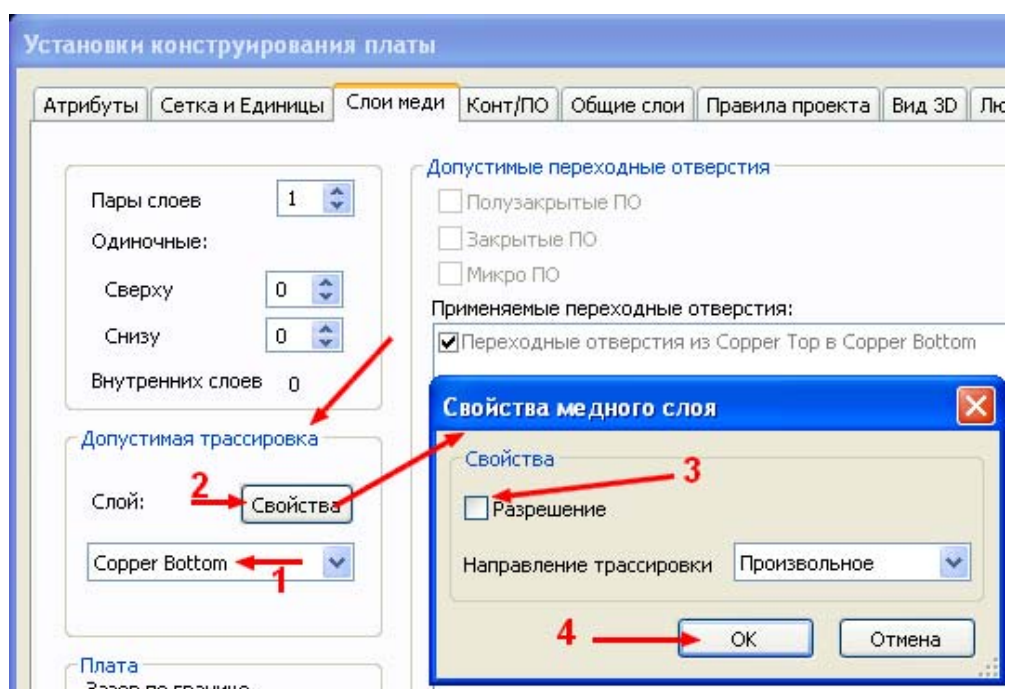 Установки конструирования платы
Атрибуты Сетка и Единицы Слои меди Конт/ПО Общие слои Правила проекта Вид 3D
Пары слоев 1
Одиночные:
Сверху 0
Снизу 0
Внутренних слоев 0
Допустимые переходные отверстия
Полузакрытые ПО
Закрытые ПО
Микро ПО
Применяемые переходные отверстия:
Переходные отверстия из Copper Top в Copper Bottom
Допустимая трассировка
Слой: 2 Свойства
Copper Bottom 1
Свойства медного слоя
Свойства
3
Разрешение
Направление трассировки Произвольное
4 OK Отмена
Плата
Зазор по границе